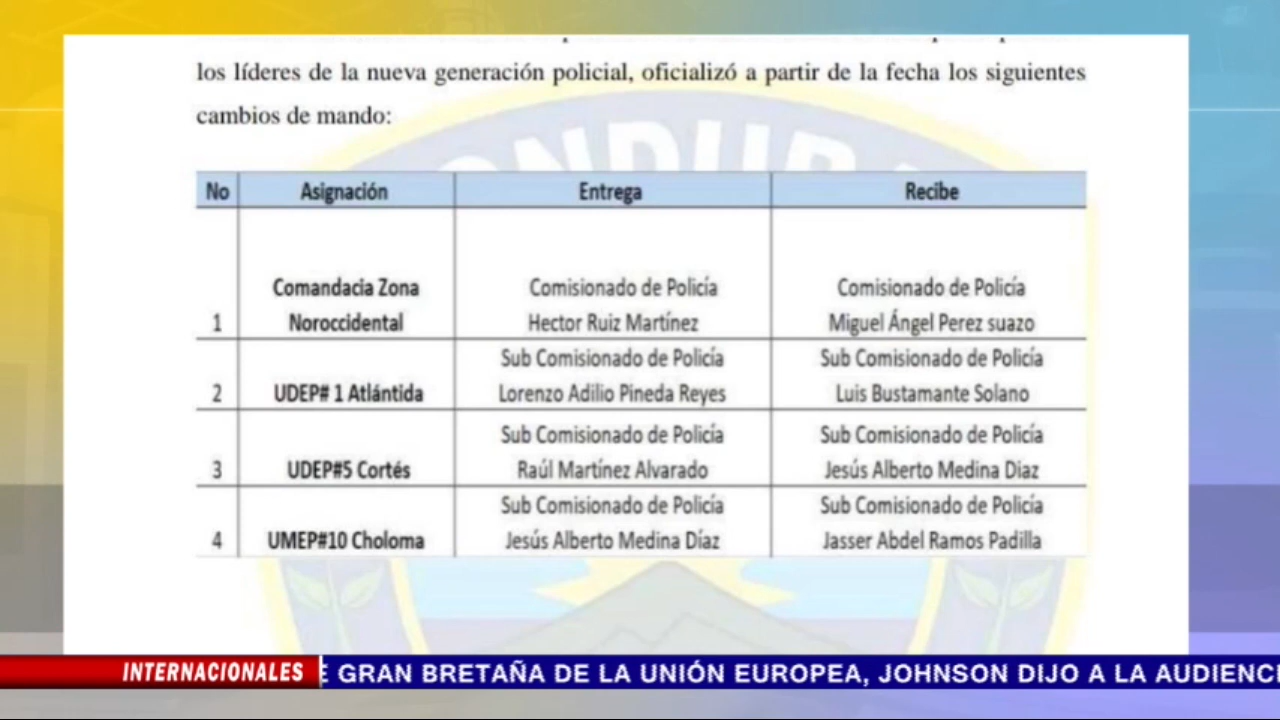 los líderes de la nueva generación policial, oficializó a partir de la fecha los siguientes
cambios de mando:
No Asignación Entrega Recibe
Comandacia Zona Comisionado de Policía Comisionado de Policía
1 Noroccidental Hector Ruiz Martínez Miguel Ángel Perez suazo
Sub Comisionado de Policía Sub Comisionado de Policía
2 UDEP# 1 Atlántida Lorenzo Adilio Pineda Reyes Luis Bustamante Solano
Sub Comisionado de Policía Sub Comisionado de Policía
3 UDEP#5 Cortés Raúl Martínez Alvarado Jesús Alberto Medina Diaz
Sub Comisionado de Policía Sub Comisionado de Policía
4 UMEP#10 Choloma Jesús Alberto Medina Díaz Jasser Abdel Ramos Padilla
INTERNACIONALES E GRAN BRETAÑA DE LA UNIÓN EUROPEA, JOHNSON DIJO A LA AUDIENCI